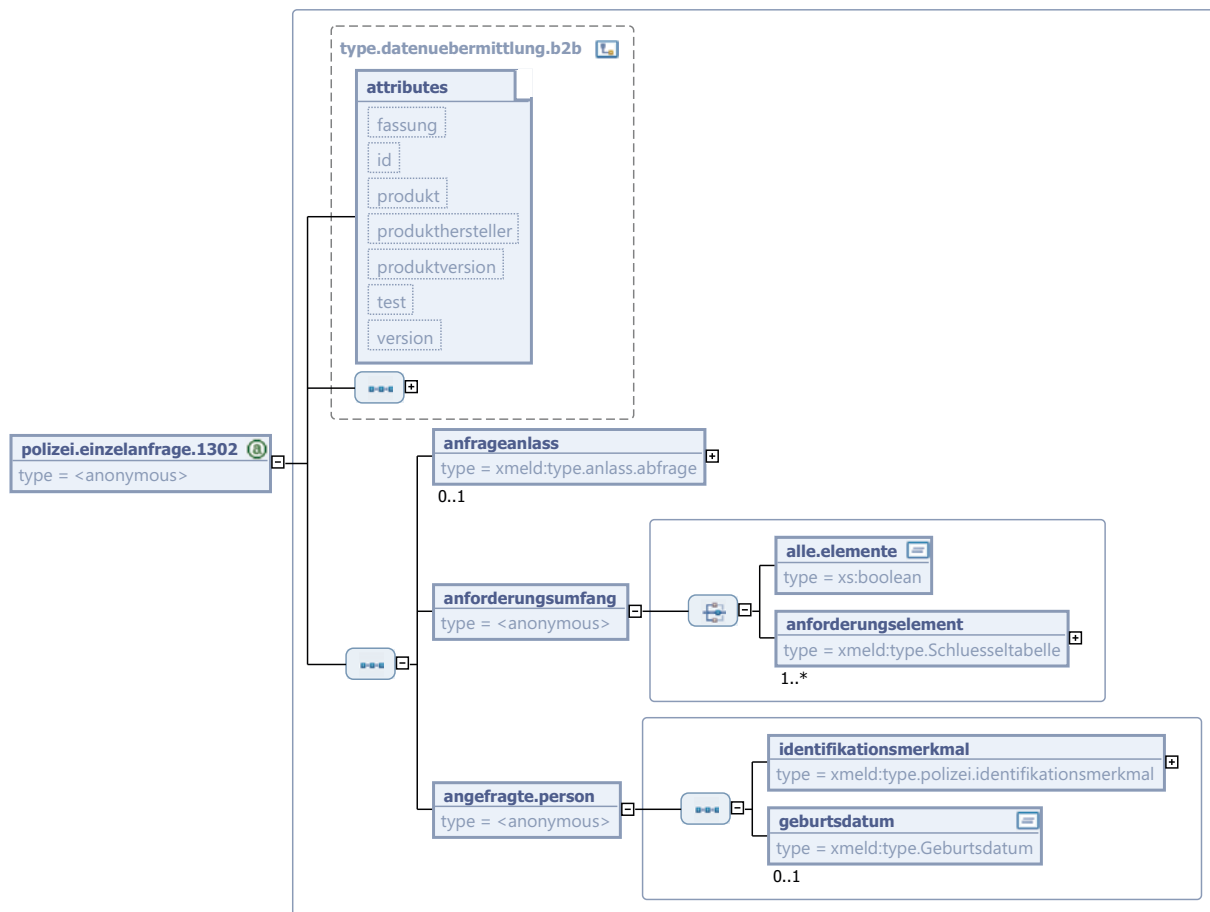 type.datenuebermittlung.b2b
attributes
fassung
id
produkt
produkthersteller
produktversion
test
version
polizei.einzelanfrage.1302
type = <anonymous>
anfrageanlass
type = xmeld:type.anlass.abfrage
0..1
anforderungsumfang
type = <anonymous>
alle.elemente
type = xs:boolean
anforderungselement
type = xmeld:type.Schluesseltabelle
1..*
angefragte.person
type = <anonymous>
identifikationsmerkmal
type = xmeld:type.polizei.identifikationsmerkmal
geburtsdatum
type = xmeld:type.Geburtsdatum
0..1